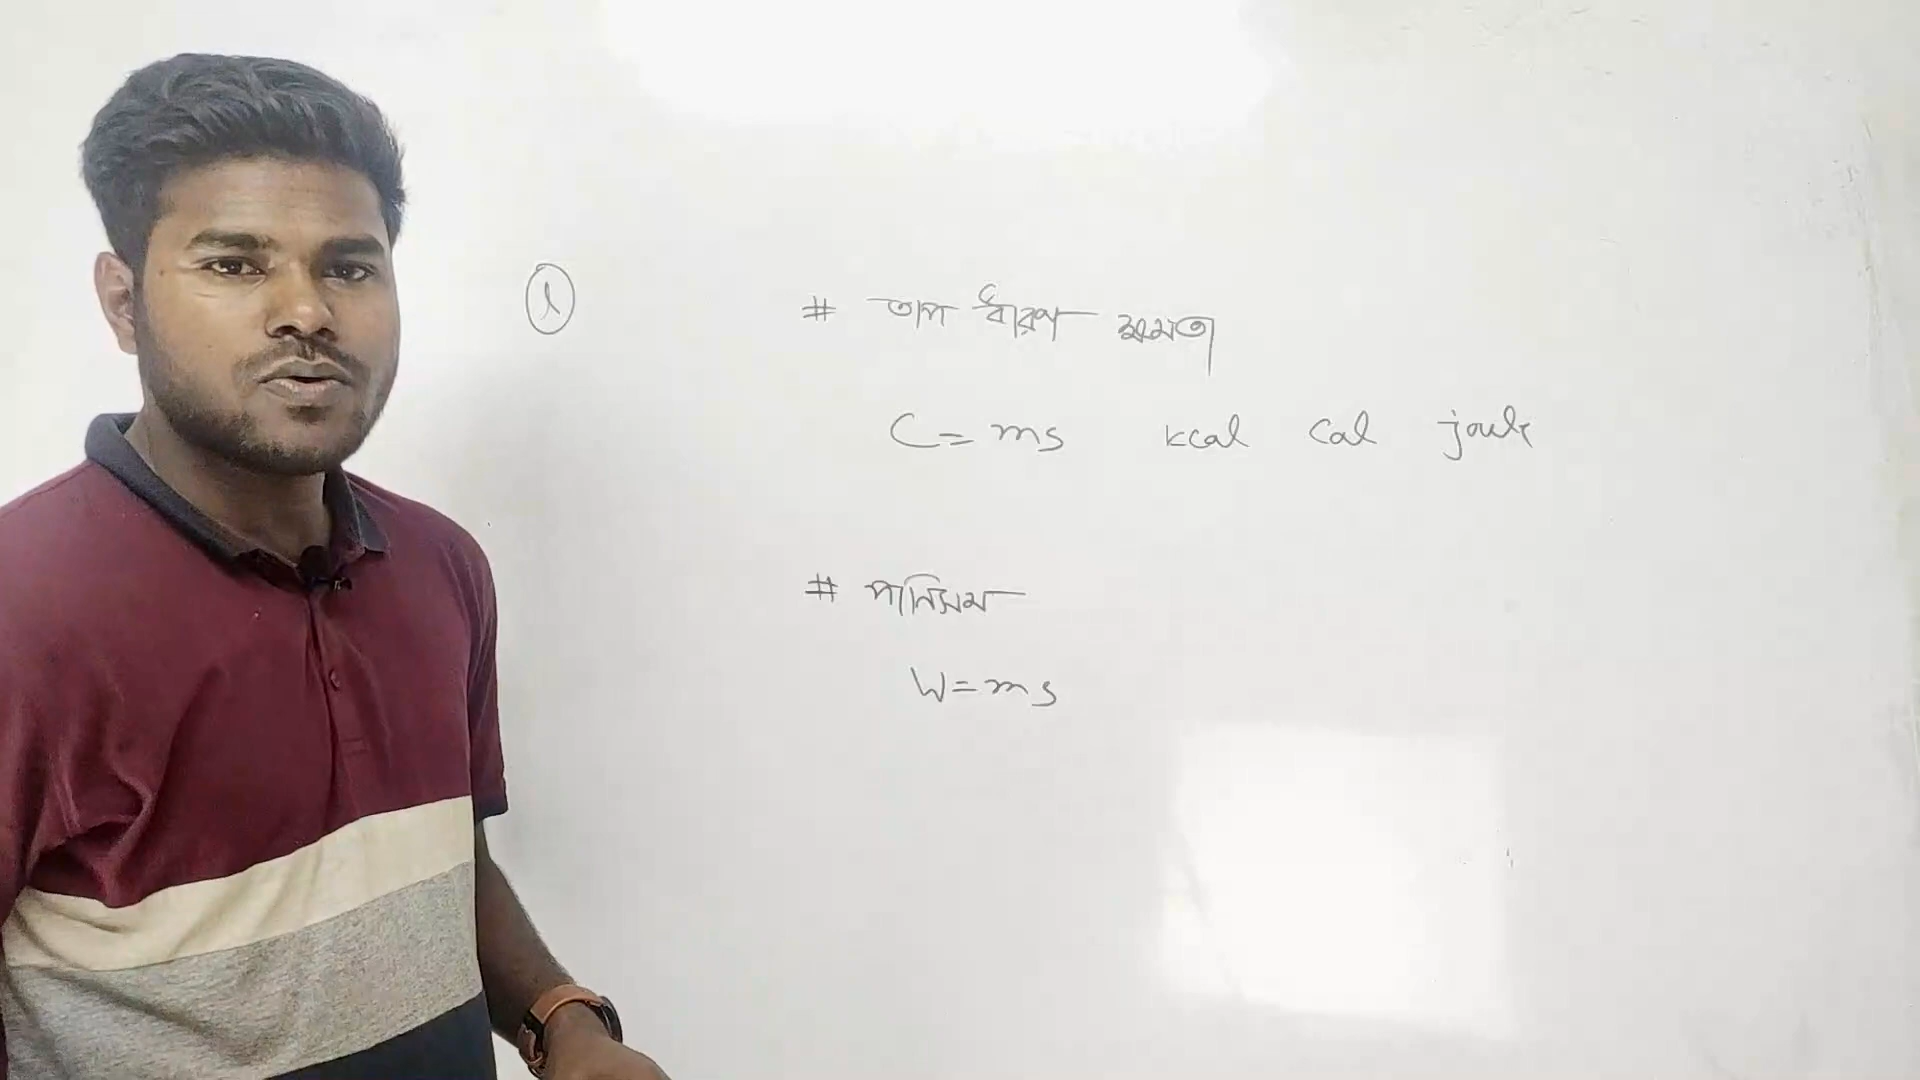 ১
# তাপ ধারণ ক্ষমতা
C = ms kcal cal joule
# পানিসম
W = ms